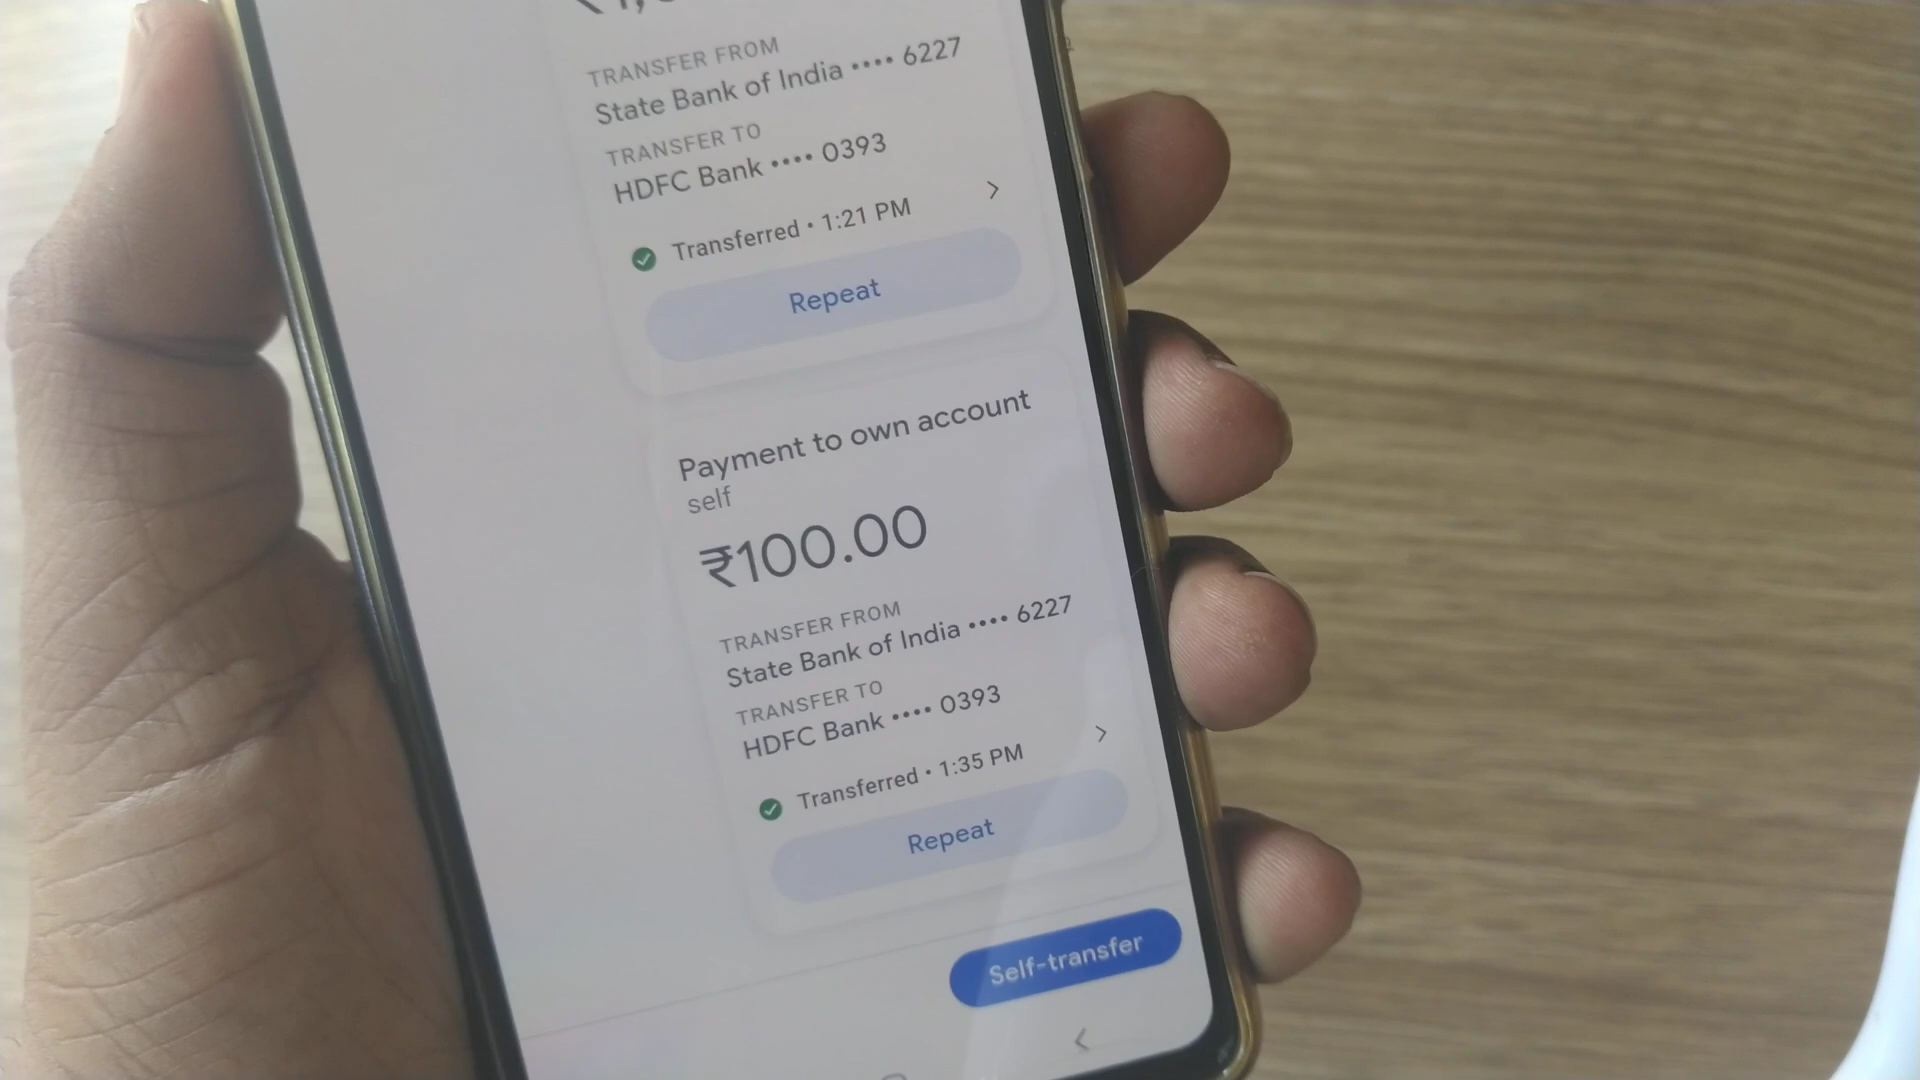 TRANSFER FROM
State Bank of India •••• 6227
TRANSFER TO
HDFC Bank •••• 0393
Transferred • 1:21 PM
Repeat
Payment to own account
self
₹100.00
TRANSFER FROM
State Bank of India •••• 6227
TRANSFER TO
HDFC Bank •••• 0393
Transferred • 1:35 PM
Repeat
Self-transfer